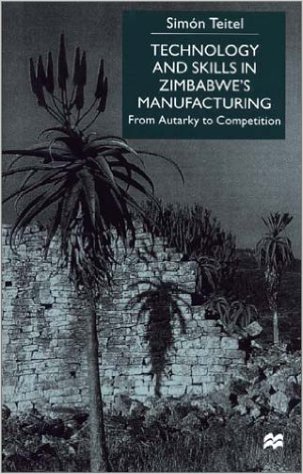 Simón Teitel
TECHNOLOGY
AND SKILLS IN
ZIMBABWE'S
MANUFACTURING
From Autarky to Competition